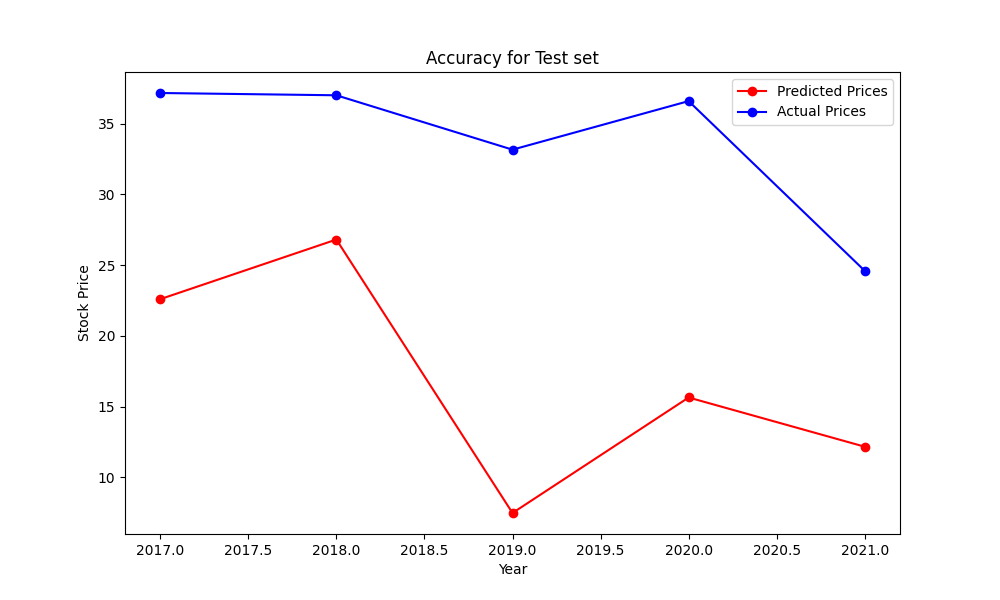 Accuracy for Test set
Predicted Prices
Actual Prices
Stock Price
35
30
25
20
15
10
2017.0 2017.5 2018.0 2018.5 2019.0 2019.5 2020.0 2020.5 2021.0
Year